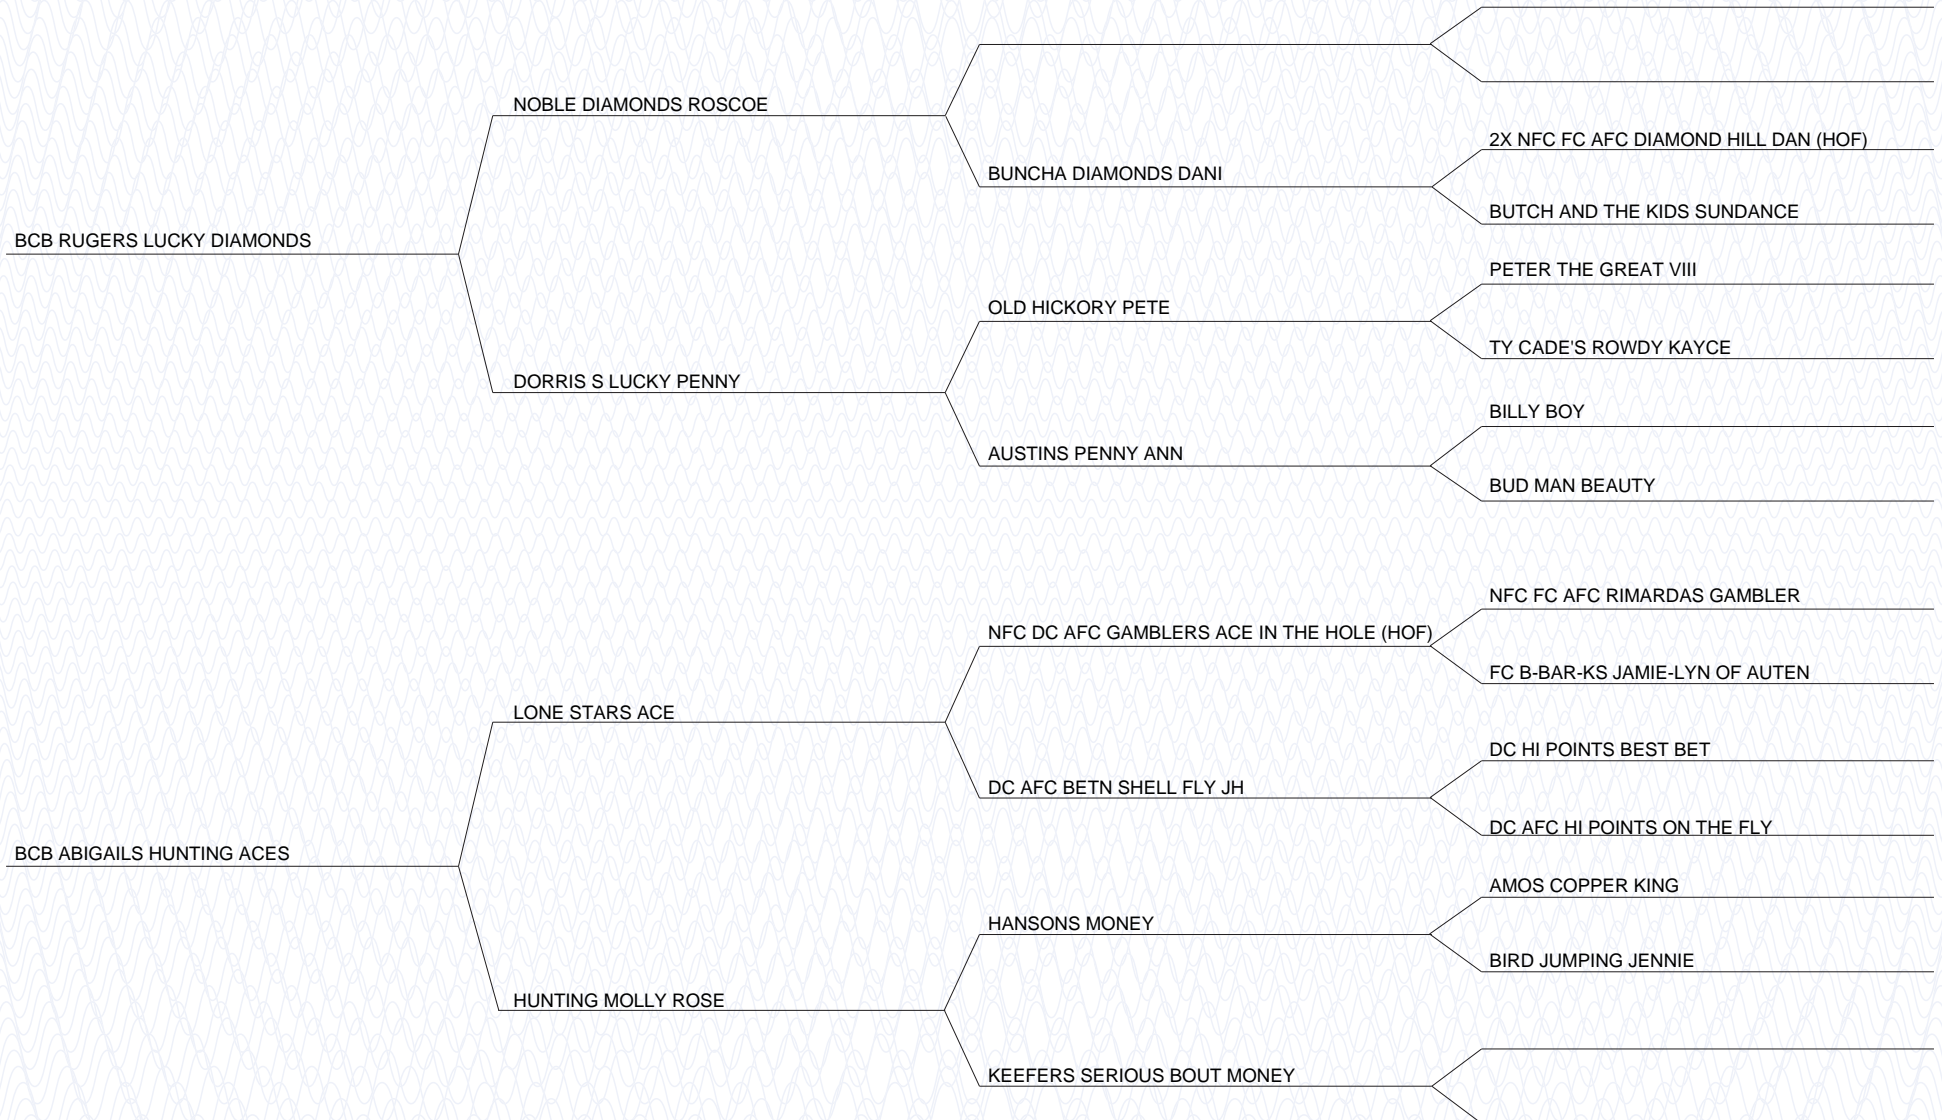 NOBLE DIAMONDS ROSCOE
2X NFC FC AFC DIAMOND HILL DAN (HOF)
BUNCHA DIAMONDS DANI
BUTCH AND THE KIDS SUNDANCE
BCB RUGERS LUCKY DIAMONDS
PETER THE GREAT VIII
OLD HICKORY PETE
TY CADE'S ROWDY KAYCE
DORRIS S LUCKY PENNY
BILLY BOY
AUSTINS PENNY ANN
BUD MAN BEAUTY
NFC FC AFC RIMARDAS GAMBLER
NFC DC AFC GAMBLERS ACE IN THE HOLE (HOF)
FC B-BAR-KS JAMIE-LYN OF AUTEN
LONE STARS ACE
DC HI POINTS BEST BET
DC AFC BETN SHELL FLY JH
DC AFC HI POINTS ON THE FLY
BCB ABIGAILS HUNTING ACES
AMOS COPPER KING
HANSONS MONEY
BIRD JUMPING JENNIE
HUNTING MOLLY ROSE
KEEFERS SERIOUS BOUT MONEY